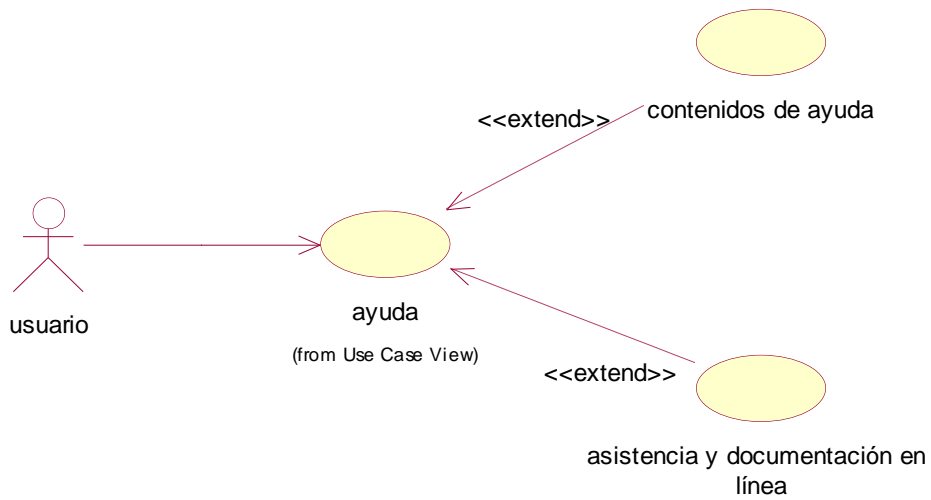 contenidos de ayuda
<<extend>>
usuario
ayuda
(from Use Case View)
<<extend>>
asistencia y documentación en
línea